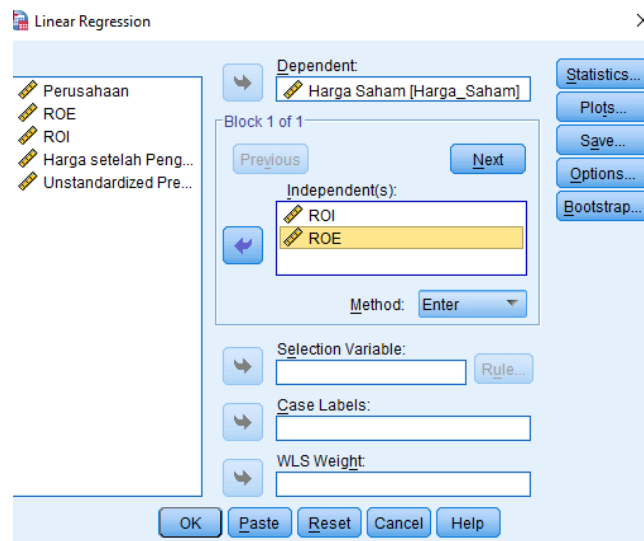 Linear Regression
Perusahaan
ROE
ROI
Harga setelah Peng...
Unstandardized Pre...
Dependent:
Harga Saham [Harga_Saham]
Block 1 of 1
Previous
Next
Independent(s):
ROI
ROE
Method: Enter
Selection Variable:
Rule...
Case Labels:
WLS Weight:
Statistics...
Plots...
Save...
Options...
Bootstrap...
OK Paste Reset Cancel Help